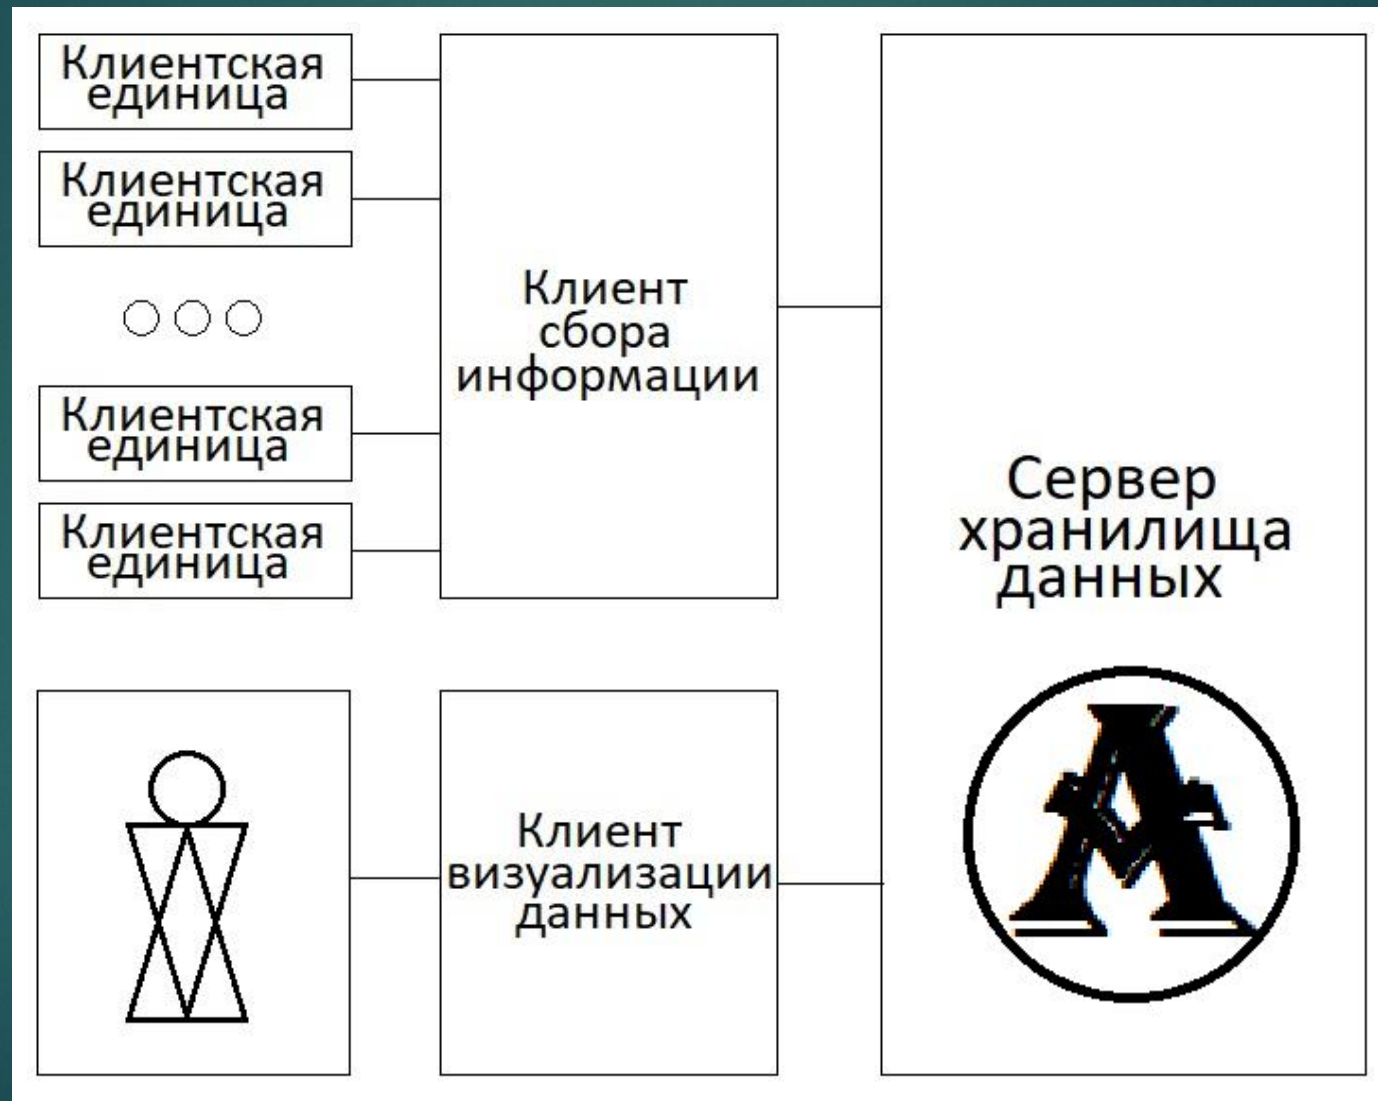 Клиентская
единица
Клиентская
единица
Клиентская
единица
Клиентская
единица
Клиент
сбора
информации
Клиент
визуализации
данных
Сервер
хранилища
данных
А